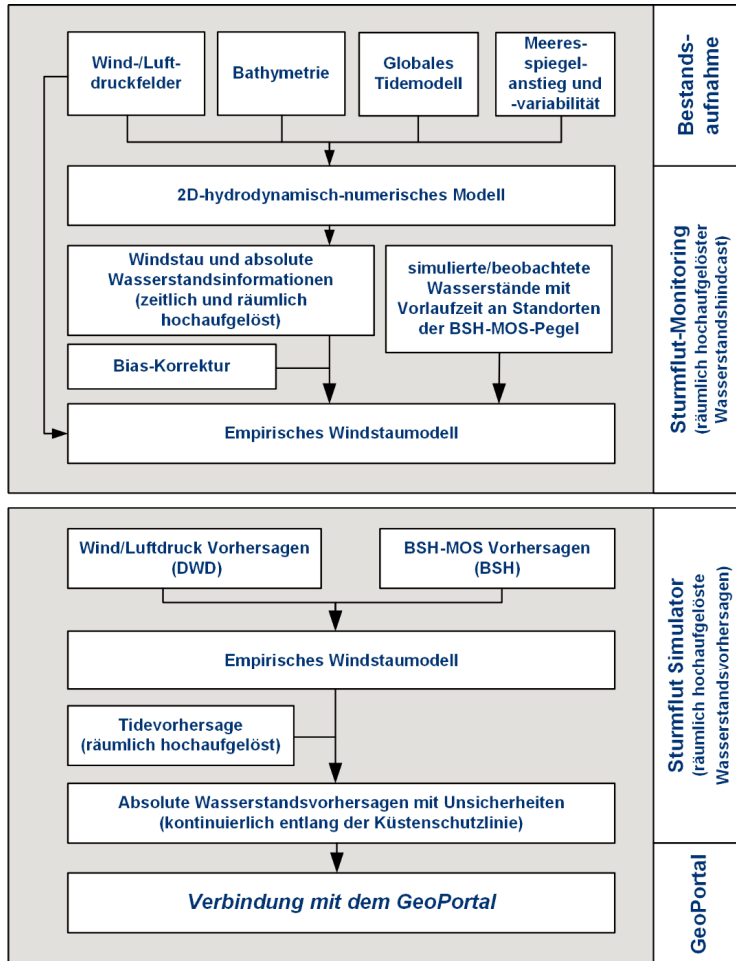 Wind-/Luft-
druckfelder
Bathymetrie
Globales
Tidemodell
Meeres-
spiegel-
anstieg und
-variabilität
Bestands-
aufnahme
2D-hydrodynamisch-numerisches Modell
Windstau und absolute
Wasserstandsinformationen
(zeitlich und räumlich
hochaufgelöst)
simulierte/beobachtete
Wasserstände mit
Vorlaufzeit an Standorten
der BSH-MOS-Pegel
Bias-Korrektur
Empirisches Windstaumodell
Sturmflut-Monitoring
(räumlich hochaufgelöster
Wasserstandshindcast)
Wind/Luftdruck Vorhersagen
(DWD)
BSH-MOS Vorhersagen
(BSH)
Empirisches Windstaumodell
Tidevorhersage
(räumlich hochaufgelöst)
Absolute Wasserstandsvorhersagen mit Unsicherheiten
(kontinuierlich entlang der Küstenschutzlinie)
Sturmflut Simulator
(räumlich hochaufgelöste
Wasserstandsvorhersagen)
Verbindung mit dem GeoPortal
GeoPortal